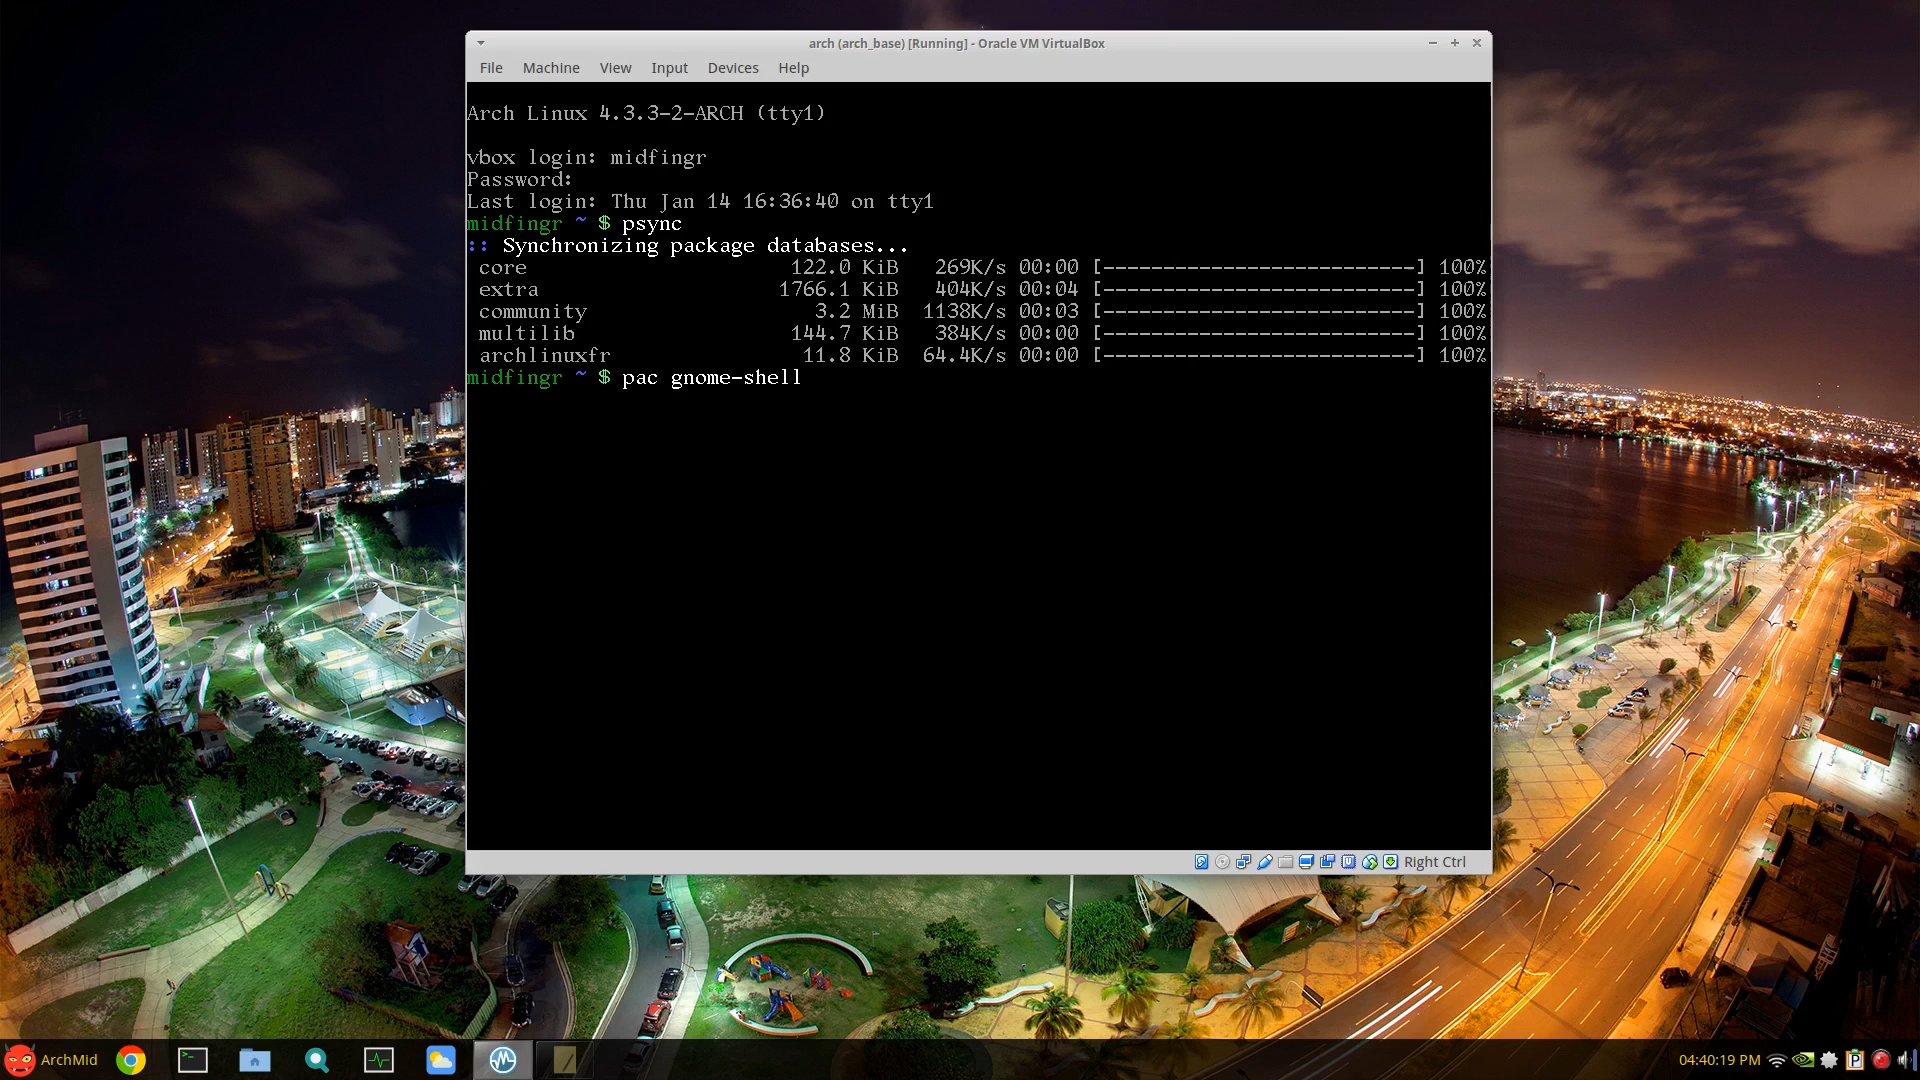 arch (arch_base) [Running] - Oracle VM VirtualBox
File Machine View Input Devices Help
Arch Linux 4.3.3-2-ARCH (tty1)
vbox login: midfingr
Password:
Last login: Thu Jan 14 16:36:40 on tty1
midfingr ~ $ psync
:: Synchronizing package databases...
core 122.0 KiB 269K/s 00:00 [--------------------------] 100%
extra 1766.1 KiB 404K/s 00:04 [--------------------------] 100%
community 3.2 MiB 1138K/s 00:03 [--------------------------] 100%
multilib 144.7 KiB 384K/s 00:00 [--------------------------] 100%
archlinuxfr 11.8 KiB 64.4K/s 00:00 [--------------------------] 100%
midfingr ~ $ pac gnome-shell
Right Ctrl
ArchMid
04:40:19 PM